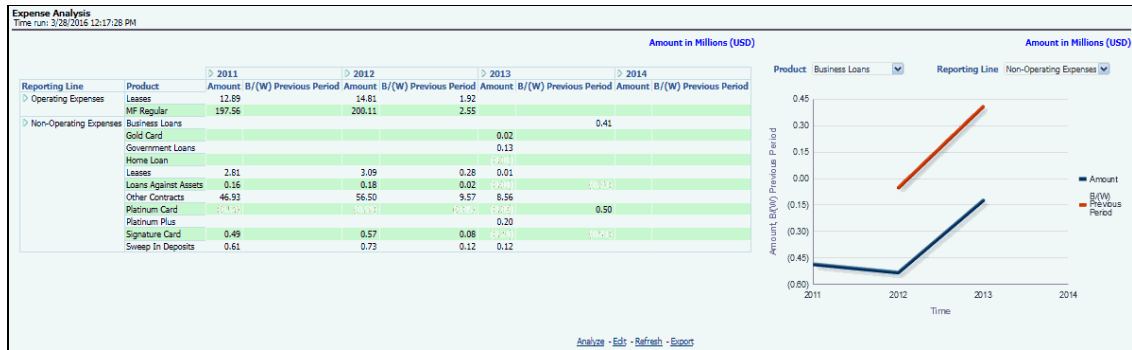 Expense Analysis
Time run: 3/28/2016 12:17:28 PM
Amount in Millions (USD)
2011 2012 2013 2014
Reporting Line Product Amount B/(W) Previous Period Amount B/(W) Previous Period Amount B/(W) Previous Period Amount B/(W) Previous Period
Operating Expenses Leases 12.89 14.81 1.92
MF Regular 197.56 200.11 2.55
Non-Operating Expenses Business Loans 0.41
Gold Card 0.02
Government Loans 0.13
Home Loan
Leases 2.81 3.09 0.28 0.01
Loans Against Assets 0.16 0.18 0.02
Other Contracts 46.93 56.50 9.57 8.56
Platinum Card 0.50
Platinum Plus 0.20
Signature Card 0.49 0.57 0.08
Sweep In Deposits 0.61 0.73 0.12 0.12
Amount in Millions (USD)
Product Business Loans Reporting Line Non-Operating Expenses
Amount, B/(W) Previous Period
0.45
0.30
0.15
0.00
(0.15)
(0.30)
(0.45)
(0.60)
2011 2012 2013 2014
Time
Amount
B/(W)
Previous
Period
Analyze - Edit - Refresh - Export